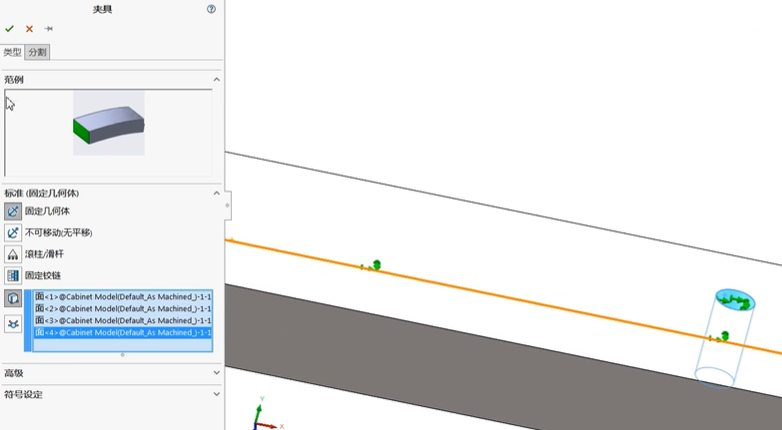 夹具
类型 分割
范例
标准 (固定几何体)
固定几何体
不可移动(无平移)
滚柱/滑杆
固定铰链
面<1>@Cabinet Model(Default_As Machined_)-1-1
面<2>@Cabinet Model(Default_As Machined_)-1-1
面<3>@Cabinet Model(Default_As Machined_)-1-1
面<4>@Cabinet Model(Default_As Machined_)-1-1
高级
符号设定
Y
X